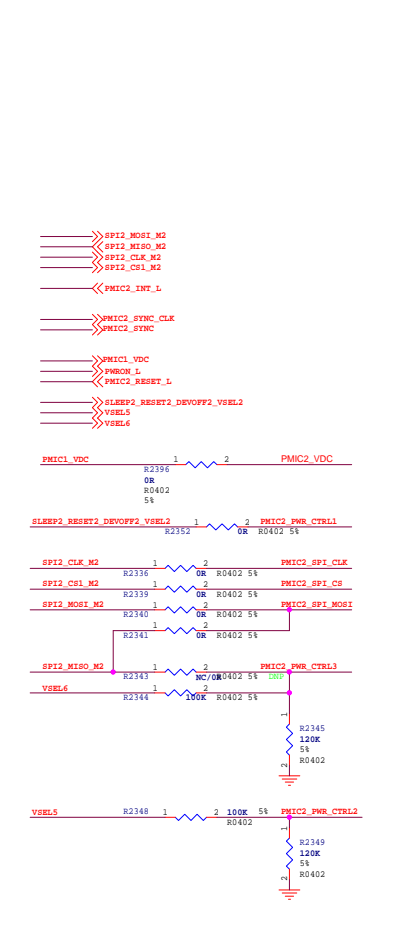 SPI2_MOSI_M2
SPI2_MISO_M2
SPI2_CLK_M2
SPI2_CS1_M2
PMIC2_INT_L
PMIC2_SYNC_CLK
PMIC2_SYNC
PMIC1_VDC
PWRON_L
PMIC2_RESET_L
SLEEP2_RESET2_DEVOFF2_VSEL2
VSEL5
VSEL6
PMIC1_VDC 1 2 PMIC2_VDC
R2396
0R
R0402
5%
SLEEP2_RESET2_DEVOFF2_VSEL2 1 2 PMIC2_PWR_CTRL1
R2352 0R R0402 5%
SPI2_CLK_M2 1 2 PMIC2_SPI_CLK
R2336 0R R0402 5%
SPI2_CS1_M2 1 2 PMIC2_SPI_CS
R2339 0R R0402 5%
SPI2_MOSI_M2 1 2 PMIC2_SPI_MOSI
R2340 0R R0402 5%
1 2
R2341 0R R0402 5%
SPI2_MISO_M2 1 2 PMIC2_PWR_CTRL3
R2343 NC/0R R0402 5% DNP
VSEL6 1 2
R2344 100K R0402 5%
1
R2345
120K
5%
R0402
2
VSEL5 R2348 1 2 100K 5% PMIC2_PWR_CTRL2
R0402
1
R2349
120K
5%
R0402
2